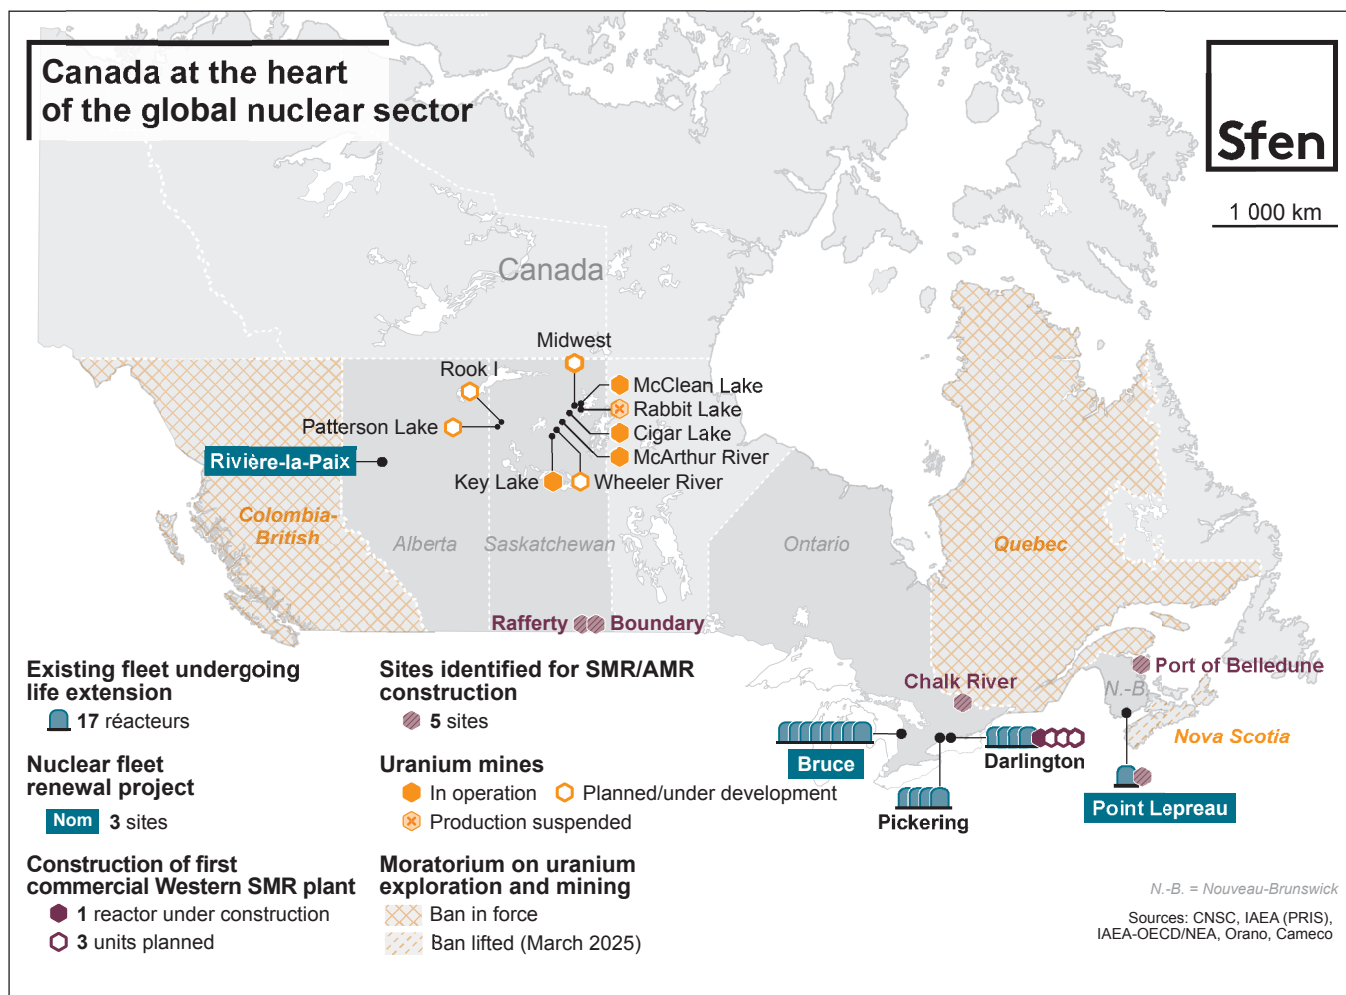 Canada at the heart
of the global nuclear sector
Sfen
1 000 km
Canada
Midwest
Rook I
McClean Lake
Rabbit Lake
Patterson Lake
Cigar Lake
McArthur River
Rivière-la-Paix
Key Lake
Wheeler River
Colombia-
British
Alberta
Saskatchewan
Ontario
Quebec
Rafferty
Boundary
Port of Belledune
Chalk River
N.-B.
Nova Scotia
Bruce
Darlington
Pickering
Point Lepreau
Existing fleet undergoing
life extension
17 réacteurs
Nuclear fleet
renewal project
Nom 3 sites
Construction of first
commercial Western SMR plant
1 reactor under construction
3 units planned
Sites identified for SMR/AMR
construction
5 sites
Uranium mines
In operation
Planned/under development
Production suspended
Moratorium on uranium
exploration and mining
Ban in force
Ban lifted (March 2025)
N.-B. = Nouveau-Brunswick
Sources: CNSC, IAEA (PRIS),
IAEA-OECD/NEA, Orano, Cameco